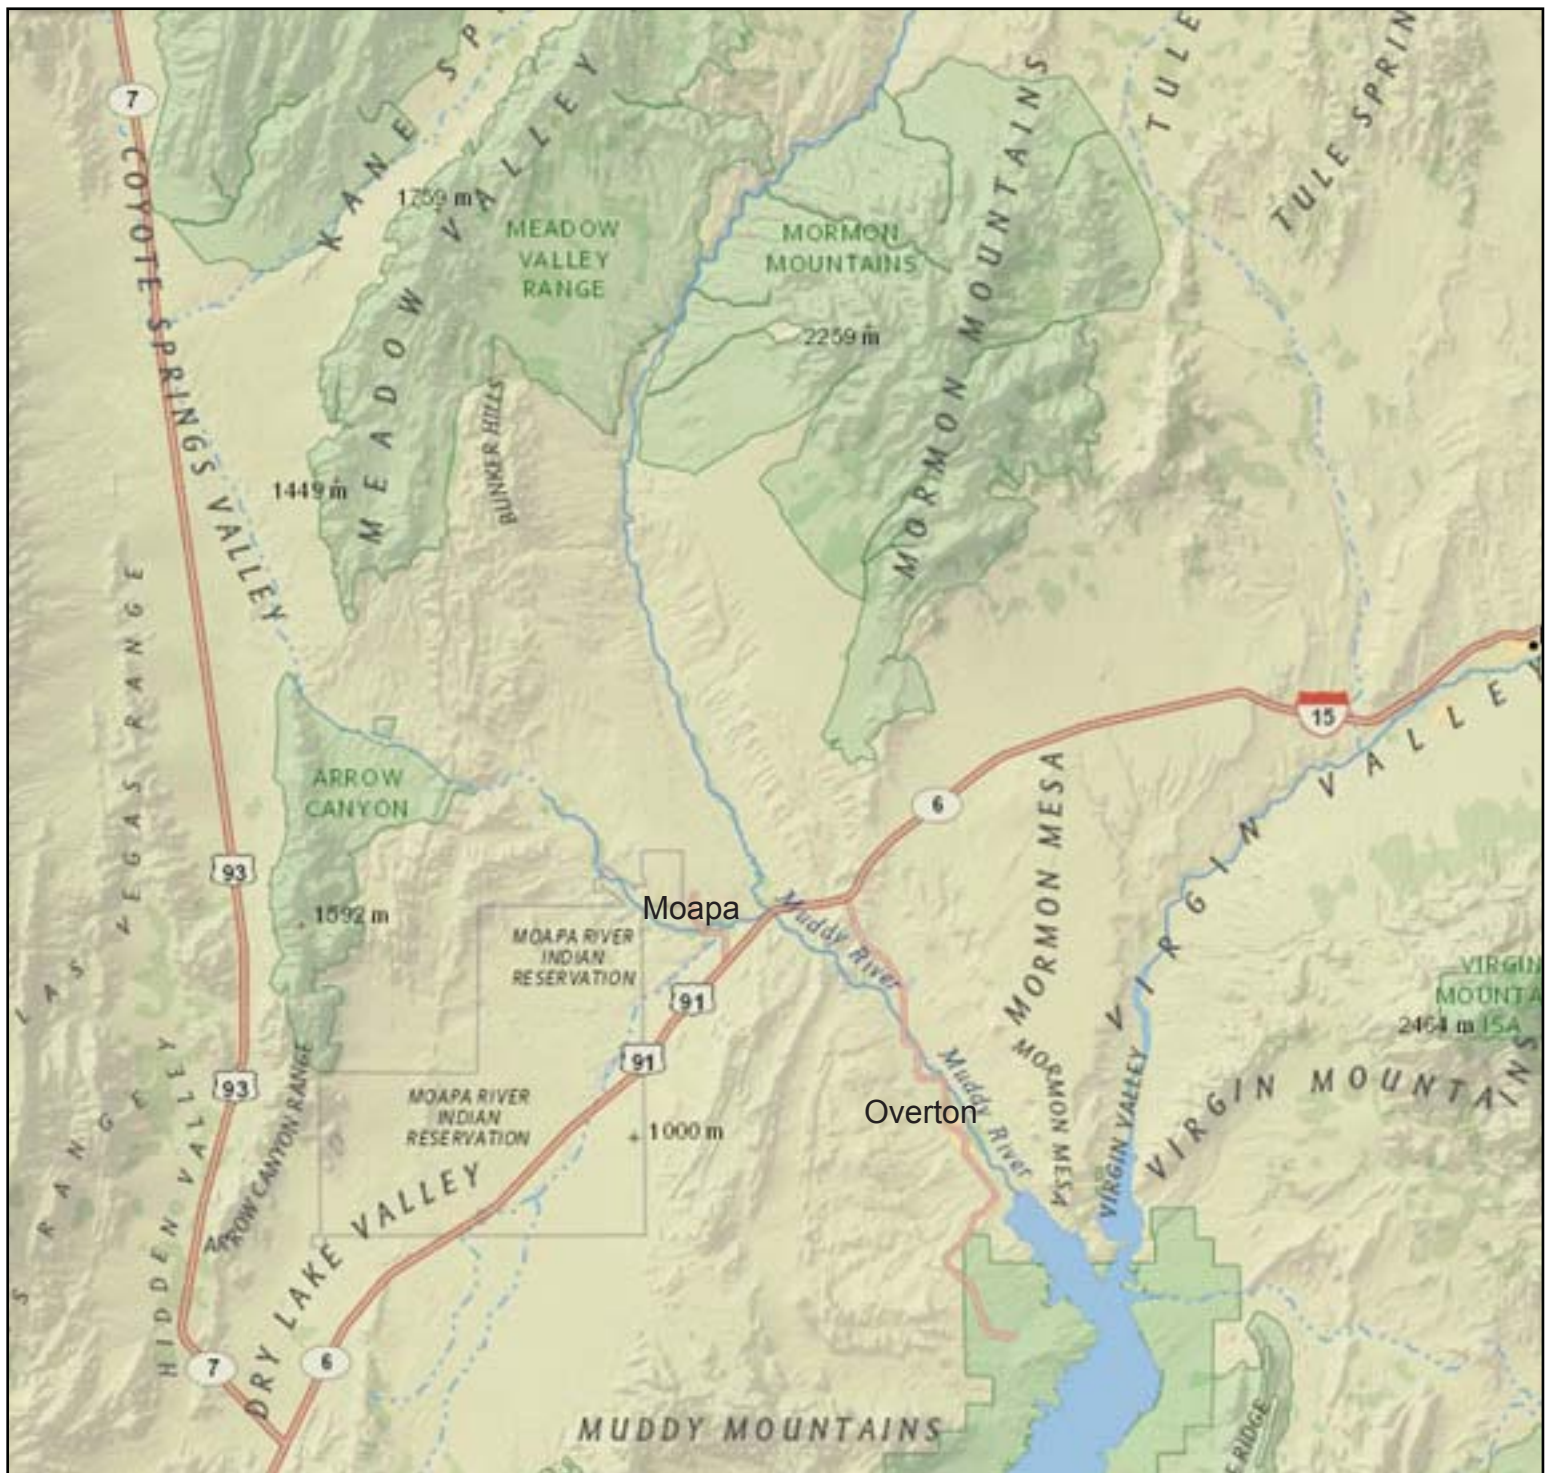 7
COYOTE SPRINGS VALLEY
KANE SP
MEADOW VALLEY
1759 m
MEADOW
VALLEY
RANGE
MORMON
MOUNTAINS
MORMON MOUNTAINS
2259 m
TULE
TULE SPRIN
BUNKER HILLS
1449 m
LAS VEGAS RANGE
ARROW
CANYON
15
VIRGIN VALLEY
6
MORMON MESA
93
1592 m
Moapa
Muddy River
MOAPA RIVER
INDIAN
RESERVATION
91
VIRGIN
MOUNTA
2464 m ISA
VIRGIN MOUNTAINS
MORMON MESA
VIRGIN VALLEY
93
91
MOAPA RIVER
INDIAN
RESERVATION
1000 m
Overton
Muddy River
S RANGE
HIDDEN VALLEY
ARROW CANYON RANGE
DRY LAKE VALLEY
7
6
MUDDY MOUNTAINS
E RIDGE